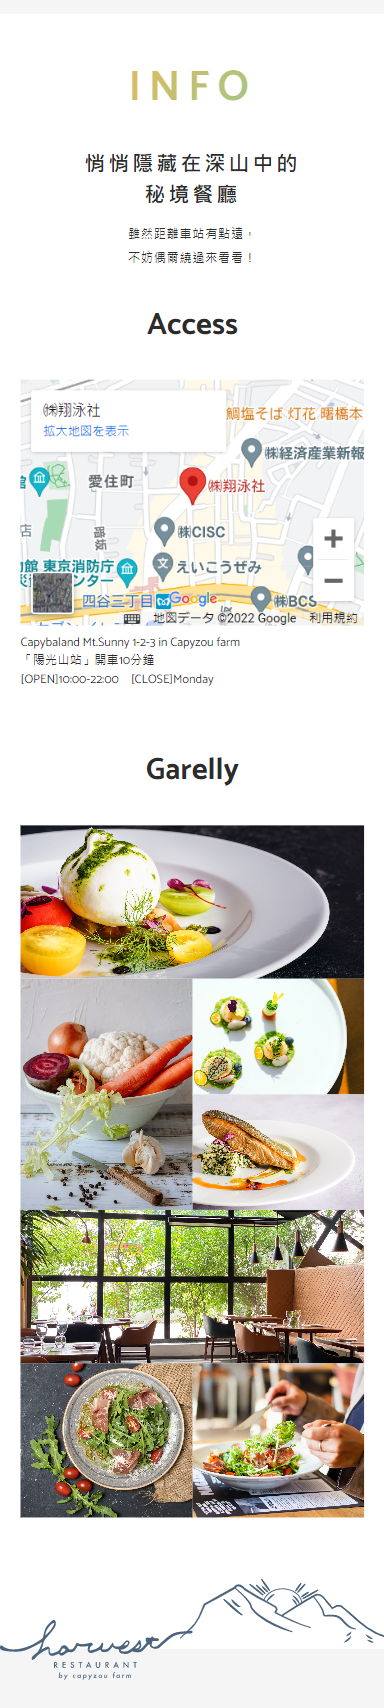 INFO
悄悄隱藏在深山中的
秘境餐廳
雖然距離車站有點遠，
不妨偶爾繞過來看看！
Access
㈱翔泳社
拡大地図を表示
鯛塩そば 灯花 曙橋本
㈱経済産業新報
愛住町
㈱翔泳社
㈱CISC
館 東京消防庁
えいこうぜみ
センター
四谷三丁目
Google
㈱BCS
地図データ ©2022 Google 利用規約
Capybaland Mt.Sunny 1-2-3 in Capyzou farm
「陽光山站」開車10分鐘
[OPEN]10:00-22:00 [CLOSE]Monday
Garelly
harvest
RESTAURANT
by capyzou farm